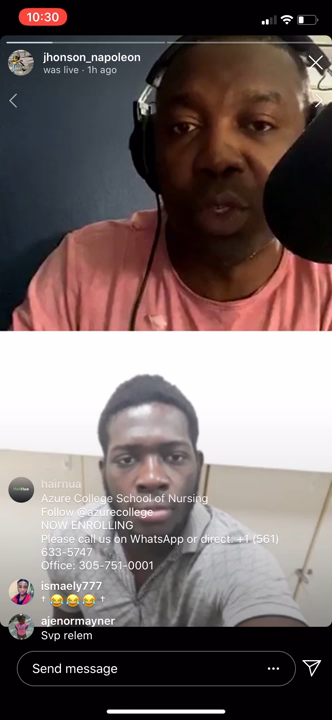 10:30
jhonson_napoleon
was live · 1h ago
hairnua
Azure College School of Nursing
Follow @azurecollege
NOW ENROLLING
Please call us on WhatsApp or direct. +1 (561)
633-5747
Office: 305-751-0001
ismaely777
😂😂😂
ajenormayner
Svp relem
Send message